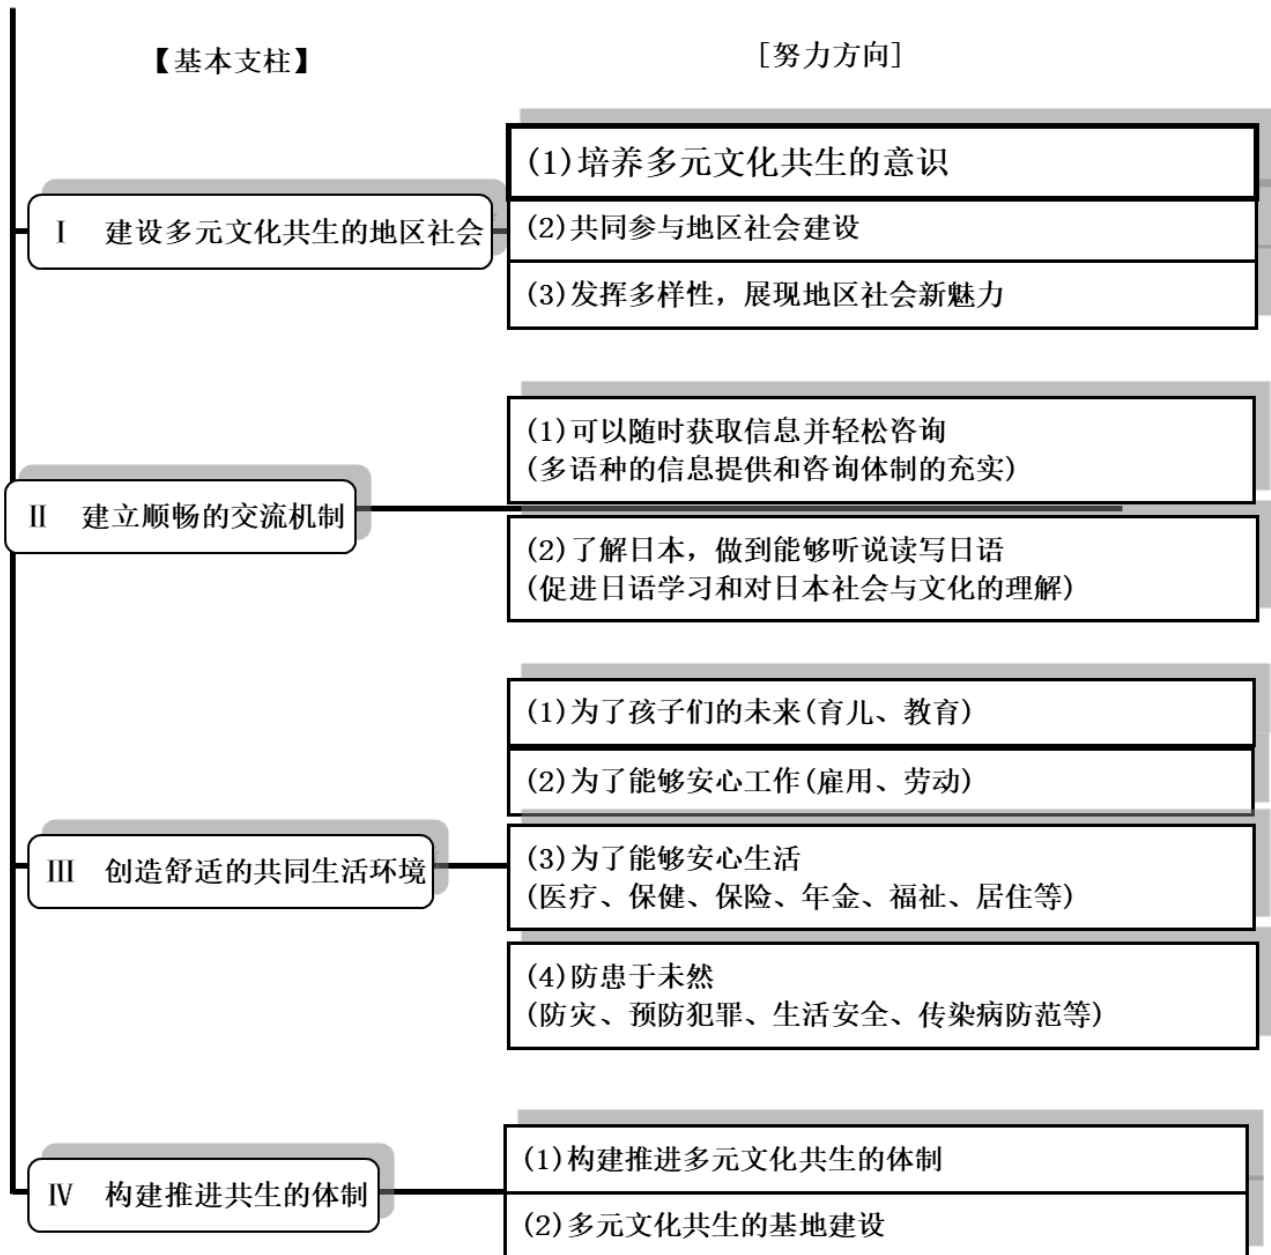 【基本支柱】
[努力方向]
Ⅰ 建设多元文化共生的地区社会
(1)培养多元文化共生的意识
(2)共同参与地区社会建设
(3)发挥多样性，展现地区社会新魅力
Ⅱ 建立顺畅的交流机制
(1)可以随时获取信息并轻松咨询
(多语种的信息提供和咨询体制的充实)
(2)了解日本，做到能够听说读写日语
(促进日语学习和对日本社会与文化的理解)
Ⅲ 创造舒适的共同生活环境
(1)为了孩子们的未来(育儿、教育)
(2)为了能够安心工作(雇用、劳动)
(3)为了能够安心生活
(医疗、保健、保险、年金、福祉、居住等)
(4)防患于未然
(防灾、预防犯罪、生活安全、传染病防范等)
Ⅳ 构建推进共生的体制
(1)构建推进多元文化共生的体制
(2)多元文化共生的基地建设